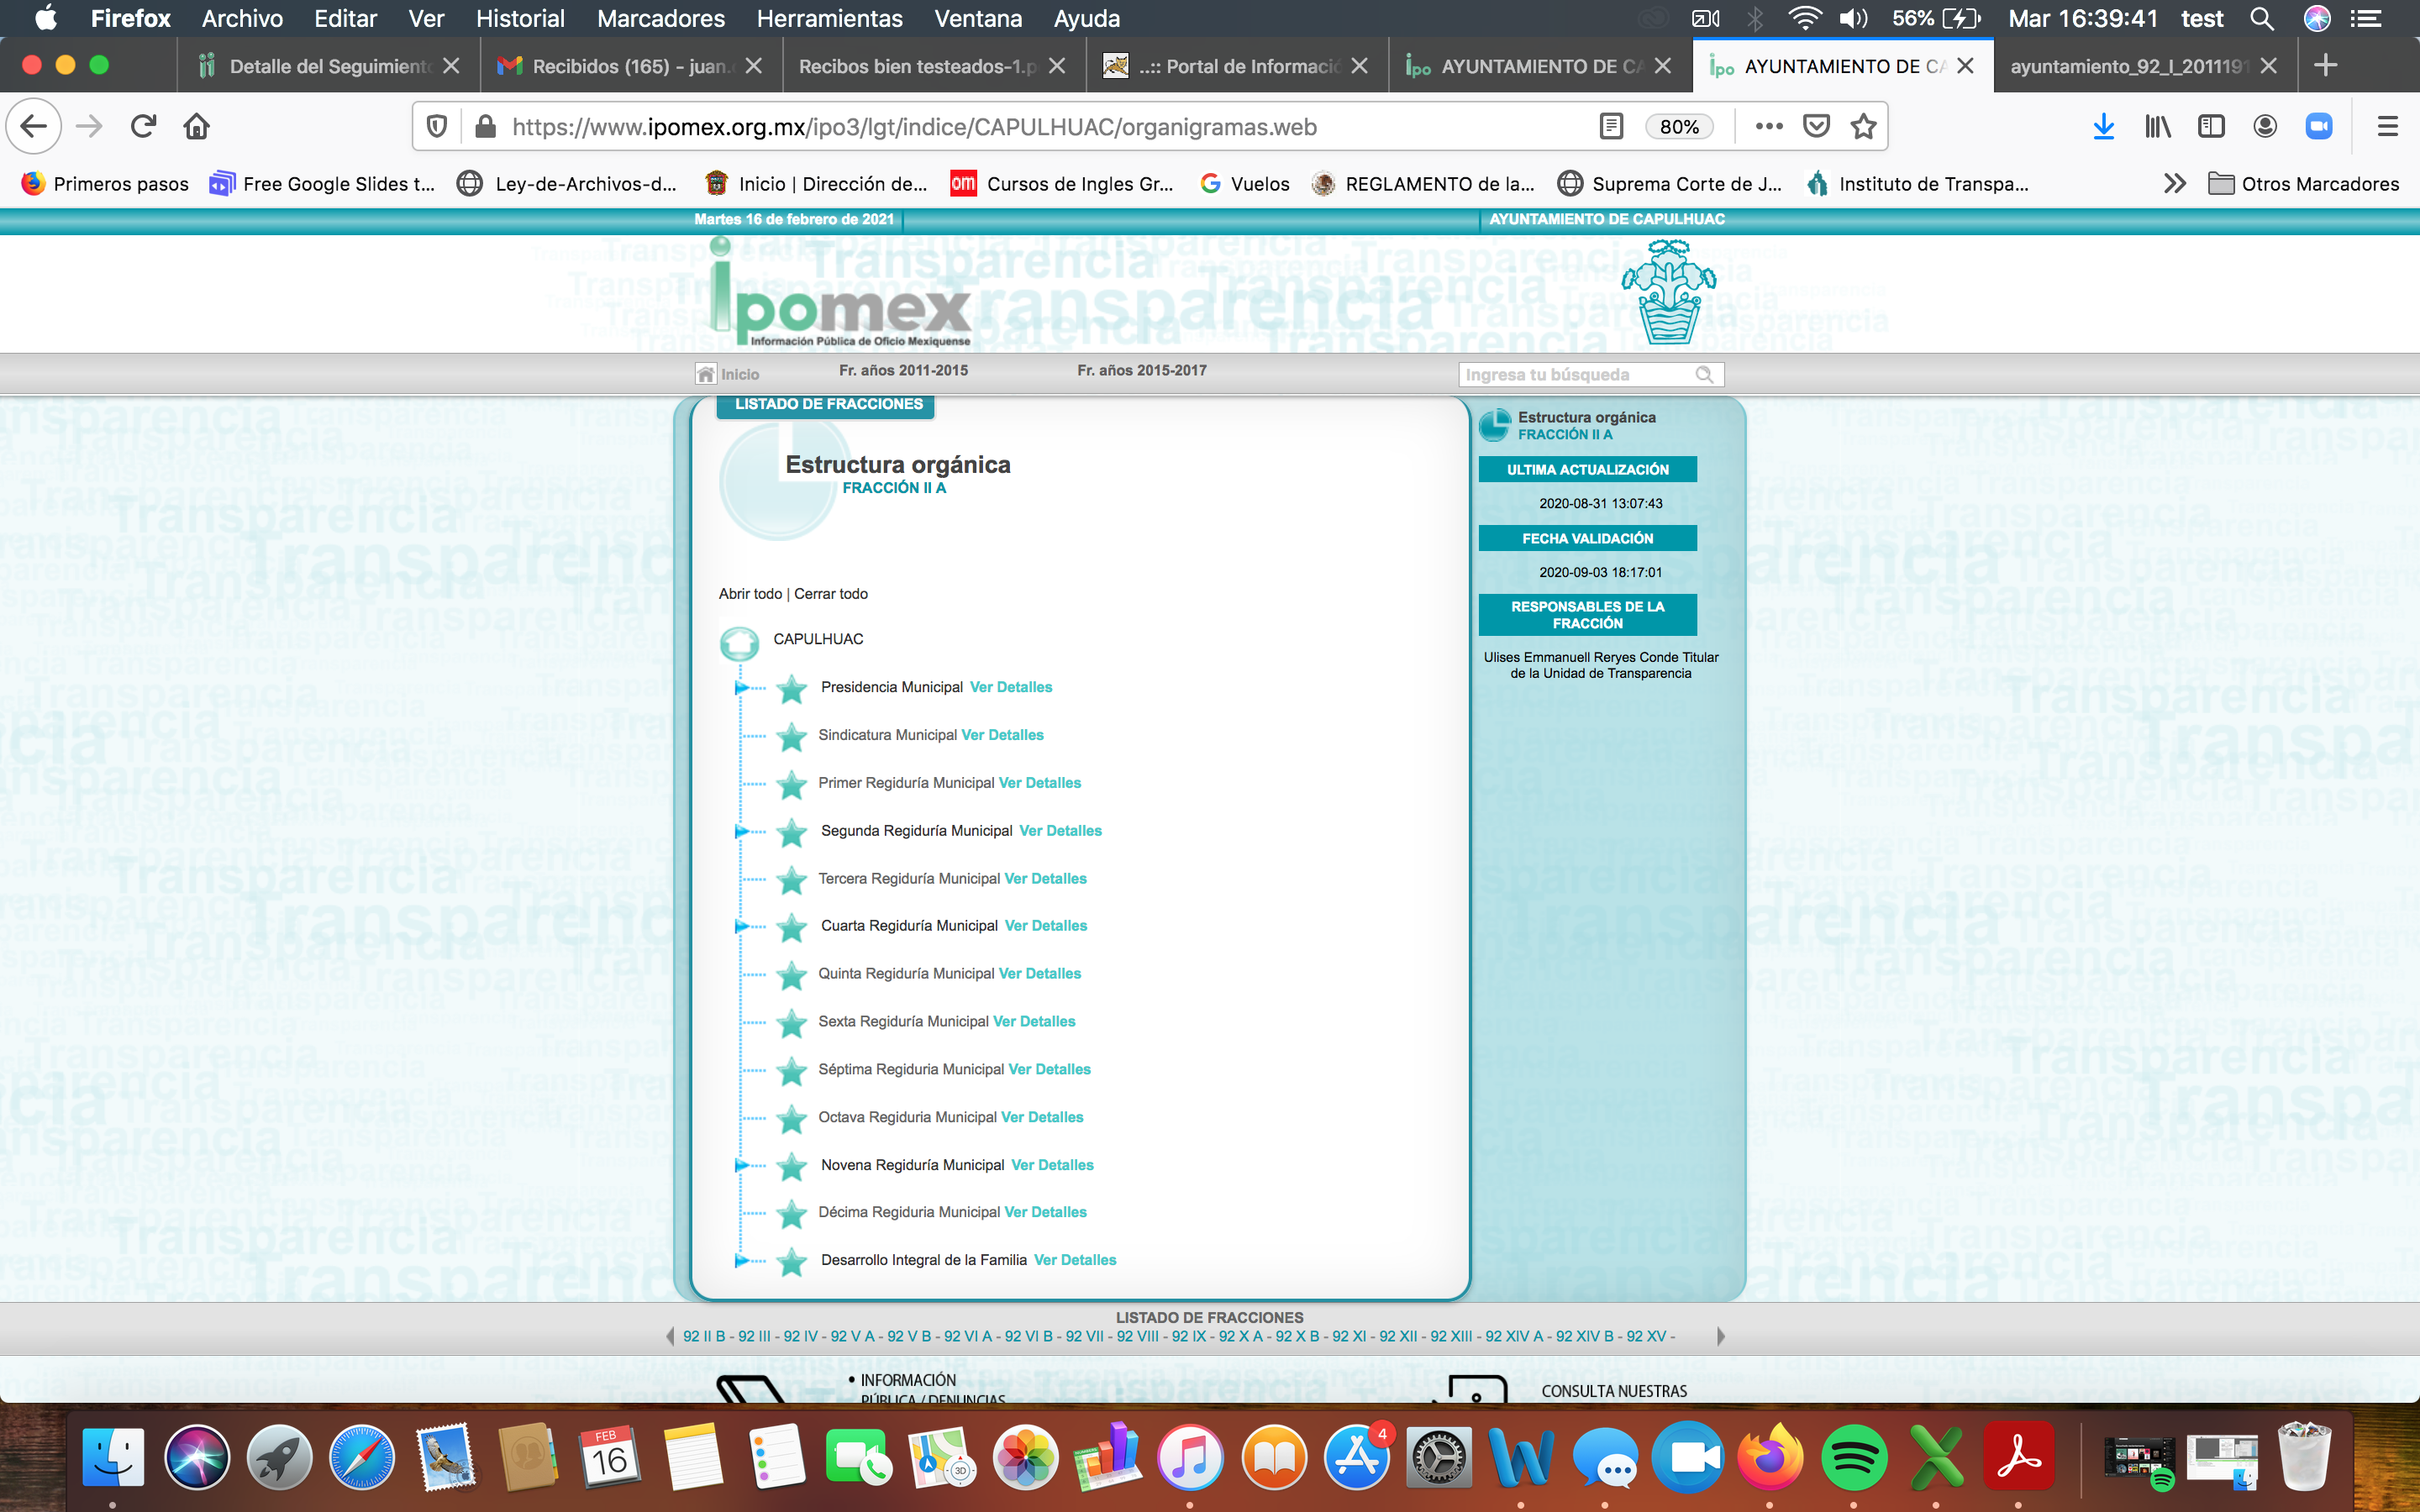 Firefox Archivo Editar Ver Historial Marcadores Herramientas Ventana Ayuda 56% Mar 16:39:41 test
Detalle del Seguimiento Recibidos (165) - juan. Recibos bien testeados-1.p ..:: Portal de Informació AYUNTAMIENTO DE CA AYUNTAMIENTO DE CA ayuntamiento_92_I_2011191
https://www.ipomex.org.mx/ipo3/lgt/indice/CAPULHUAC/organigramas.web 80%
Primeros pasos Free Google Slides t... Ley-de-Archivos-d... Inicio | Dirección de... om Cursos de Ingles Gr... Vuelos REGLAMENTO de la... Suprema Corte de J... Instituto de Transpa... Otros Marcadores
Martes 16 de febrero de 2021 AYUNTAMIENTO DE CAPULHUAC
ipomex
Información Pública de Oficio Mexiquense
Inicio Fr. años 2011-2015 Fr. años 2015-2017 Ingresa tu búsqueda
LISTADO DE FRACCIONES
Estructura orgánica
FRACCIÓN II A
Abrir todo | Cerrar todo
CAPULHUAC
Presidencia Municipal Ver Detalles
Sindicatura Municipal Ver Detalles
Primer Regiduría Municipal Ver Detalles
Segunda Regiduría Municipal Ver Detalles
Tercera Regiduría Municipal Ver Detalles
Cuarta Regiduría Municipal Ver Detalles
Quinta Regiduría Municipal Ver Detalles
Sexta Regiduría Municipal Ver Detalles
Séptima Regiduria Municipal Ver Detalles
Octava Regiduria Municipal Ver Detalles
Novena Regiduría Municipal Ver Detalles
Décima Regiduria Municipal Ver Detalles
Desarrollo Integral de la Familia Ver Detalles
Estructura orgánica
FRACCIÓN II A
ULTIMA ACTUALIZACIÓN
2020-08-31 13:07:43
FECHA VALIDACIÓN
2020-09-03 18:17:01
RESPONSABLES DE LA
FRACCIÓN
Ulises Emmanuell Reryes Conde Titular
de la Unidad de Transparencia
LISTADO DE FRACCIONES
92 II B - 92 III - 92 IV - 92 V A - 92 V B - 92 VI A - 92 VI B - 92 VII - 92 VIII - 92 IX - 92 X A - 92 X B - 92 XI - 92 XII - 92 XIII - 92 XIV A - 92 XIV B - 92 XV -
• INFORMACIÓN
PÚBLICA / DENUNCIAS
CONSULTA NUESTRAS
FEB
16
3D
4